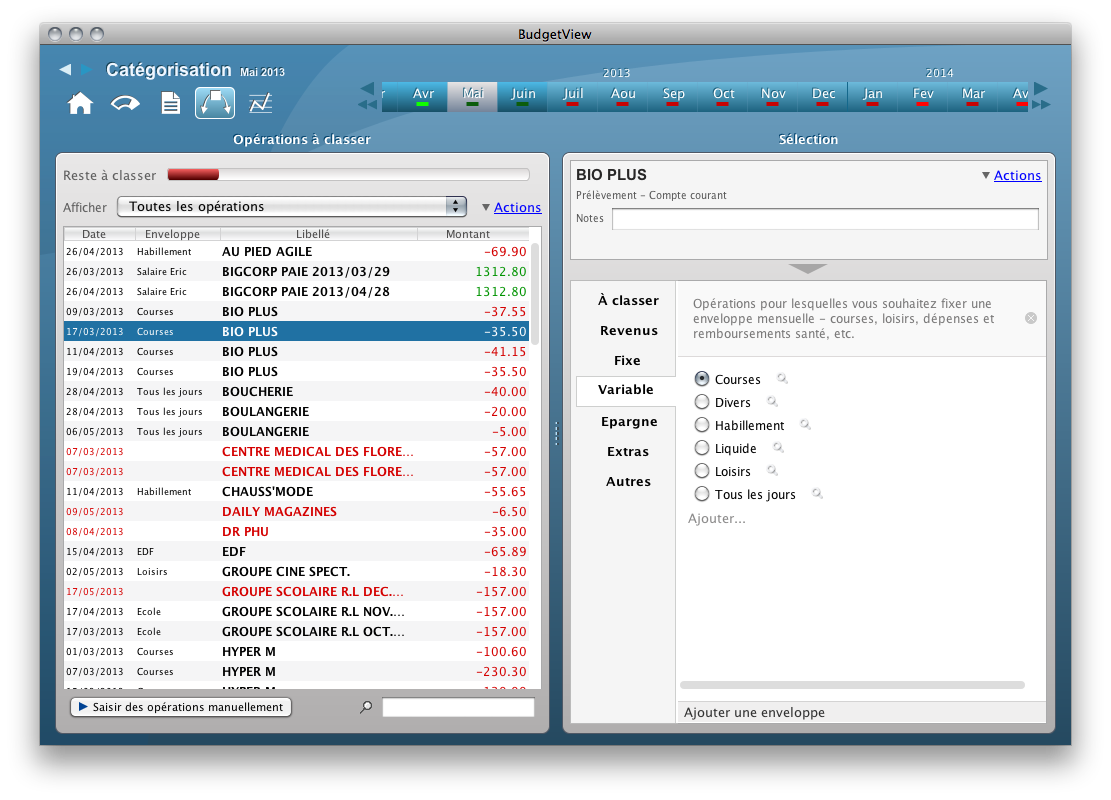 BudgetView
Catégorisation Mai 2013
2013 2014
Avr Mai Juin Juil Aou Sep Oct Nov Dec Jan Fev Mar Av
Opérations à classer
Reste à classer
Afficher Toutes les opérations Actions
Date Enveloppe Libellé Montant
26/04/2013 Habillement AU PIED AGILE -69.90
26/03/2013 Salaire Eric BIGCORP PAIE 2013/03/29 1312.80
26/04/2013 Salaire Eric BIGCORP PAIE 2013/04/28 1312.80
09/03/2013 Courses BIO PLUS -37.55
17/03/2013 Courses BIO PLUS -35.50
11/04/2013 Courses BIO PLUS -41.15
19/04/2013 Courses BIO PLUS -35.50
28/04/2013 Tous les jours BOUCHERIE -40.00
28/04/2013 Tous les jours BOULANGERIE -20.00
06/05/2013 Tous les jours BOULANGERIE -5.00
07/03/2013 CENTRE MEDICAL DES FLORE... -57.00
07/03/2013 CENTRE MEDICAL DES FLORE... -57.00
11/04/2013 Habillement CHAUSS'MODE -55.65
09/05/2013 DAILY MAGAZINES -6.50
08/04/2013 DR PHU -35.00
15/04/2013 EDF EDF -65.89
02/05/2013 Loisirs GROUPE CINE SPECT. -18.30
17/05/2013 GROUPE SCOLAIRE R.L DEC.... -157.00
17/04/2013 Ecole GROUPE SCOLAIRE R.L NOV.... -157.00
17/03/2013 Ecole GROUPE SCOLAIRE R.L OCT.... -157.00
01/03/2013 Courses HYPER M -100.60
07/03/2013 Courses HYPER M -230.30
Saisir des opérations manuellement
Sélection
BIO PLUS Actions
Prélèvement - Compte courant
Notes
À classer
Revenus
Fixe
Variable
Epargne
Extras
Autres
Opérations pour lesquelles vous souhaitez fixer une
enveloppe mensuelle - courses, loisirs, dépenses et
remboursements santé, etc.
Courses
Divers
Habillement
Liquide
Loisirs
Tous les jours
Ajouter...
Ajouter une enveloppe